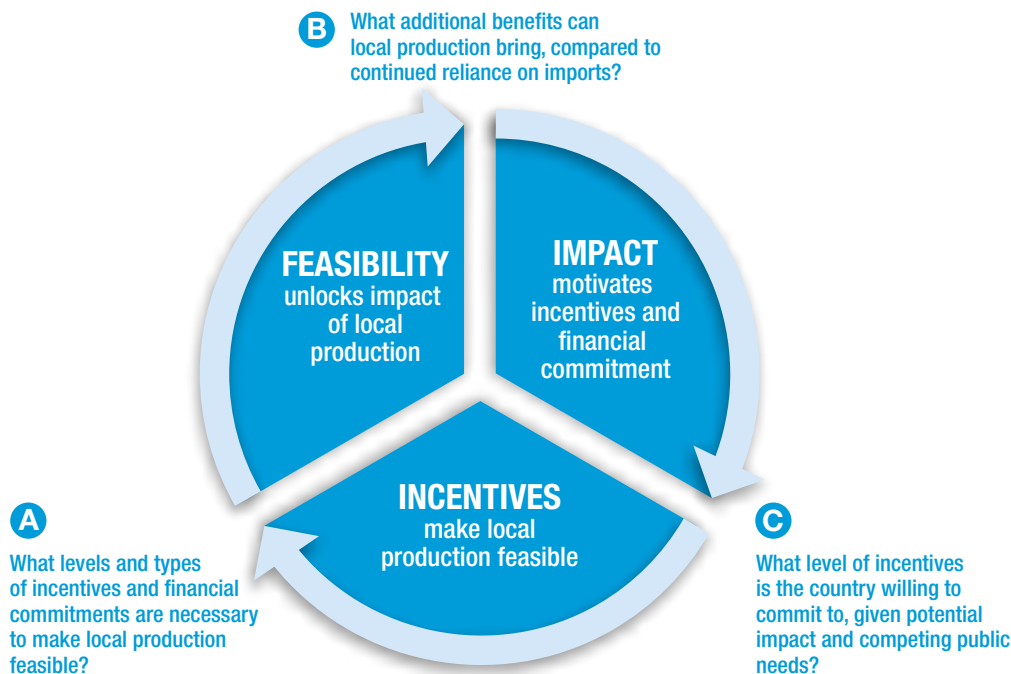 B
What additional benefits can
local production bring, compared to
continued reliance on imports?
FEASIBILITY
unlocks impact
of local
production
IMPACT
motivates
incentives and
financial
commitment
INCENTIVES
make local
production feasible
A
What levels and types
of incentives and financial
commitments are necessary
to make local production
feasible?
C
What level of incentives
is the country willing to
commit to, given potential
impact and competing public
needs?